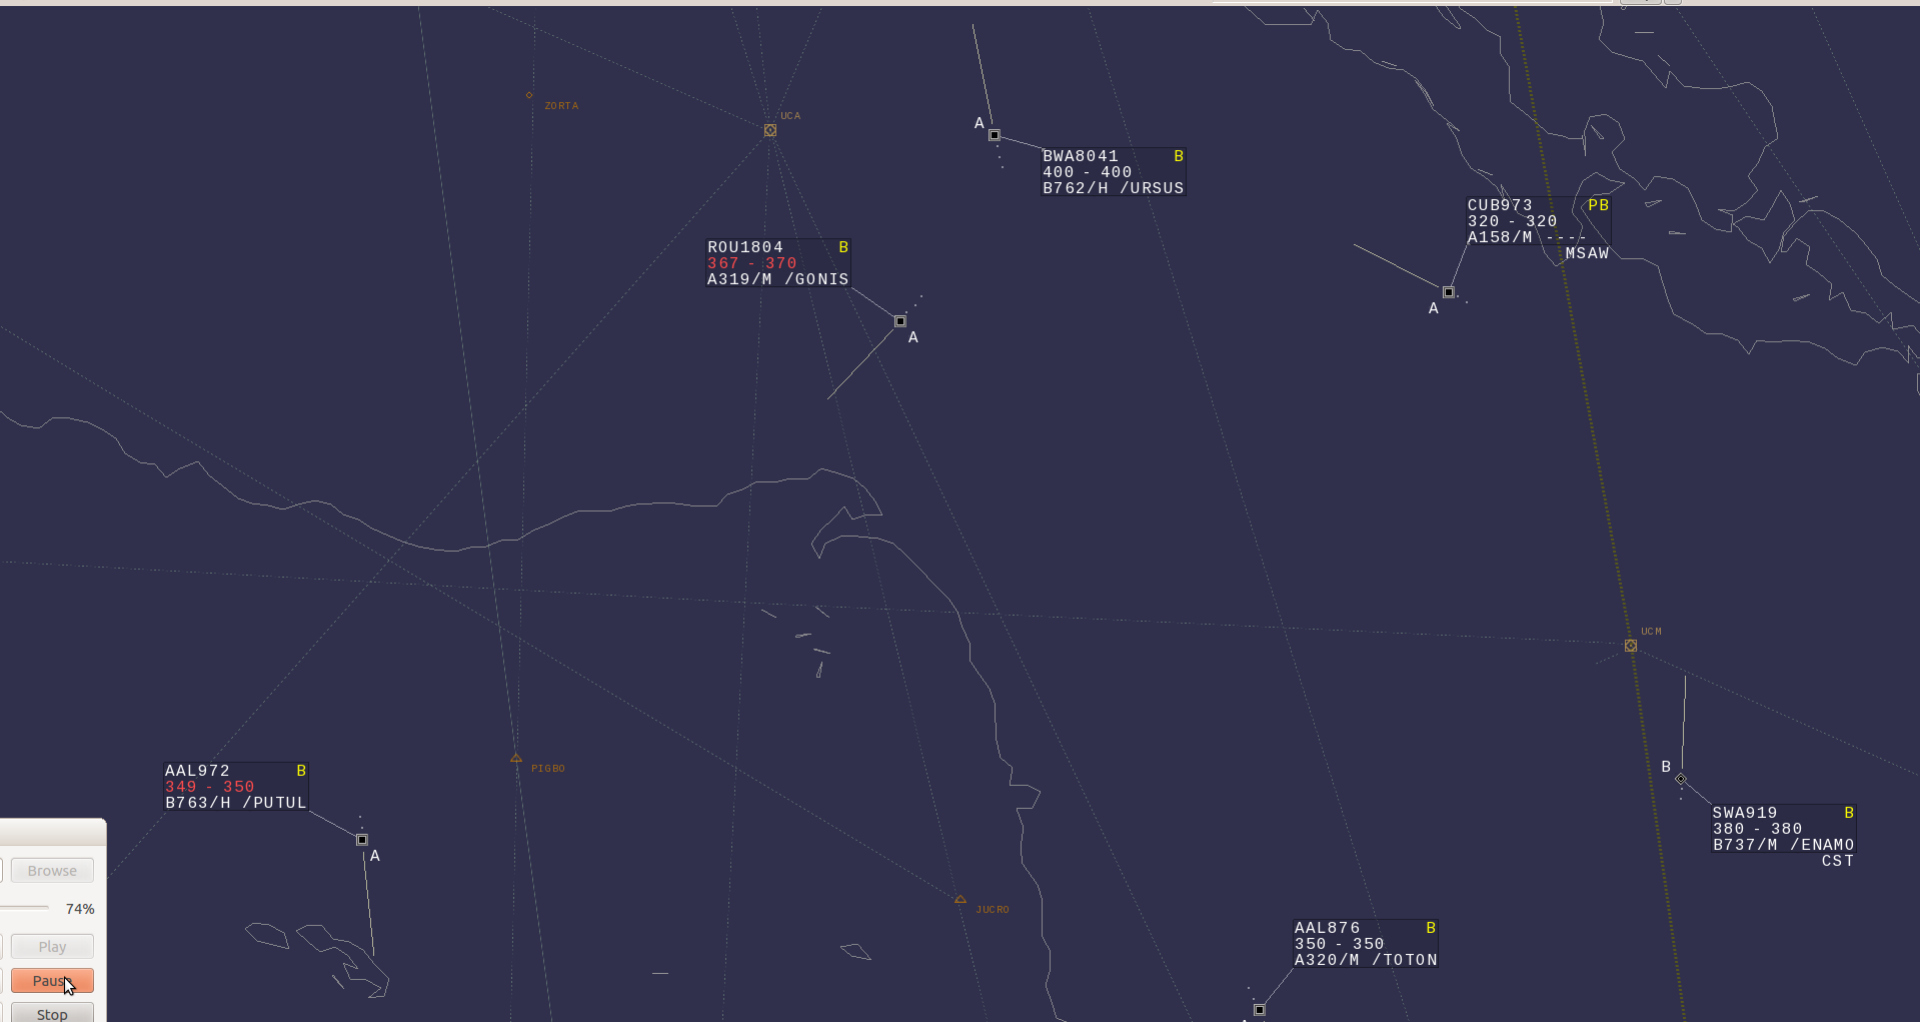 ZORTA
UCA
A
BWA8041 B
400 - 400
B762/H /URSUS
CUB973 PB
320 - 320
A158/M ----
MSAW
A
ROU1804 B
367 - 370
A319/M /GONIS
A
UCM
AAL972 B
349 - 350
B763/H /PUTUL
A
PIGBO
B
SWA919 B
380 - 380
B737/M /ENAMO
CST
JUCRO
AAL876 B
350 - 350
A320/M /TOTON
Browse
74%
Play
Pause
Stop